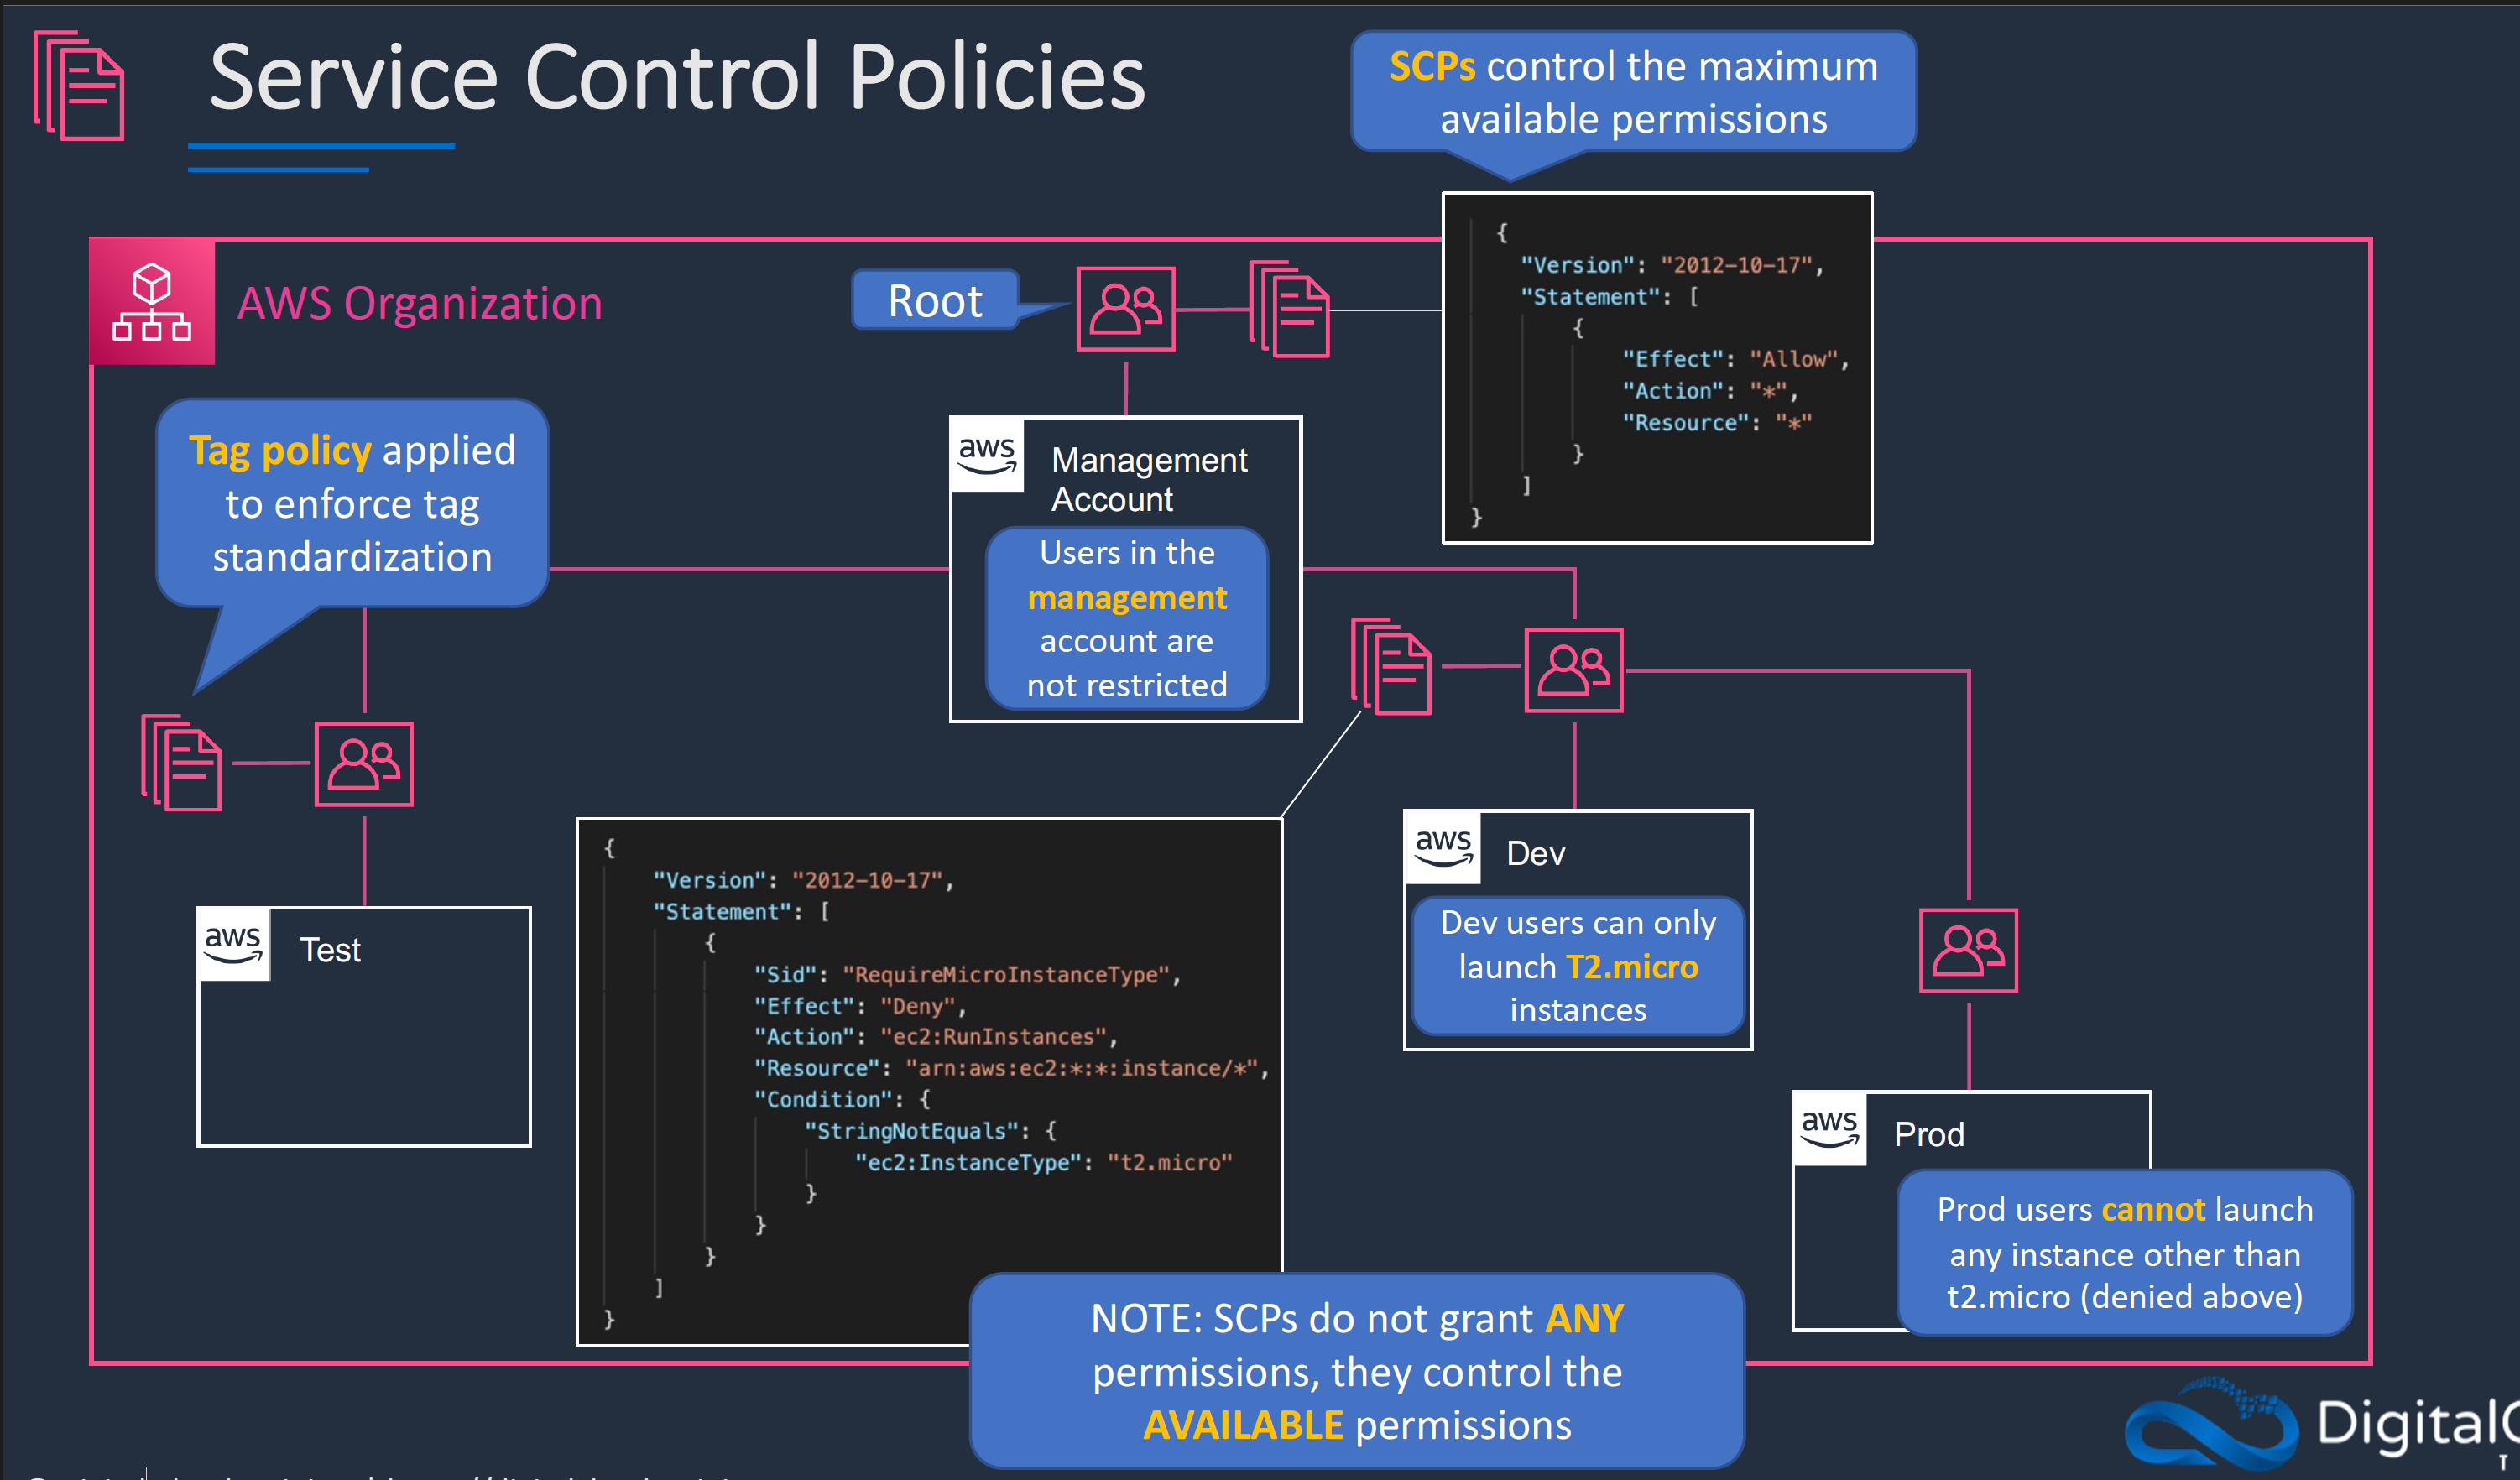 Service Control Policies
SCPs control the maximum
available permissions
{
"Version": "2012-10-17",
"Statement": [
{
"Effect": "Allow",
"Action": "*",
"Resource": "*"
}
]
}
AWS Organization
Root
Tag policy applied
to enforce tag
standardization
aws
Management
Account
Users in the
management
account are
not restricted
aws
Test
{
"Version": "2012-10-17",
"Statement": [
{
"Sid": "RequireMicroInstanceType",
"Effect": "Deny",
"Action": "ec2:RunInstances",
"Resource": "arn:aws:ec2:*:*:instance/*",
"Condition": {
"StringNotEquals": {
"ec2:InstanceType": "t2.micro"
}
}
}
]
}
aws
Dev
Dev users can only
launch T2.micro
instances
aws
Prod
Prod users cannot launch
any instance other than
t2.micro (denied above)
NOTE: SCPs do not grant ANY
permissions, they control the
AVAILABLE permissions
Digital